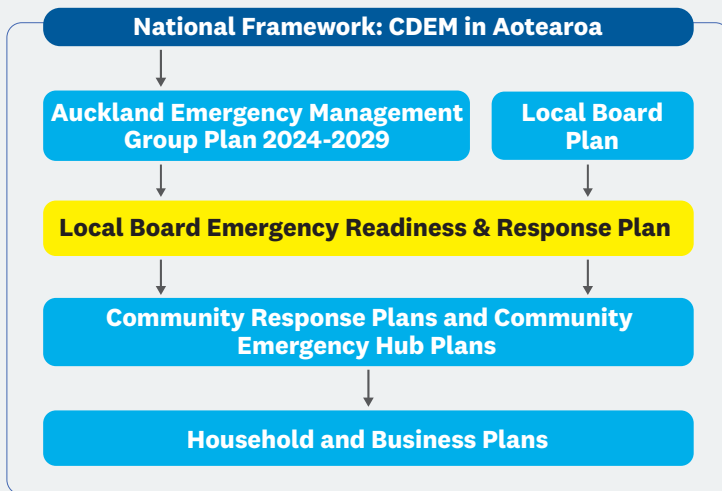 National Framework: CDEM in Aotearoa
Auckland Emergency Management
Group Plan 2024-2029
Local Board
Plan
Local Board Emergency Readiness & Response Plan
Community Response Plans and Community
Emergency Hub Plans
Household and Business Plans